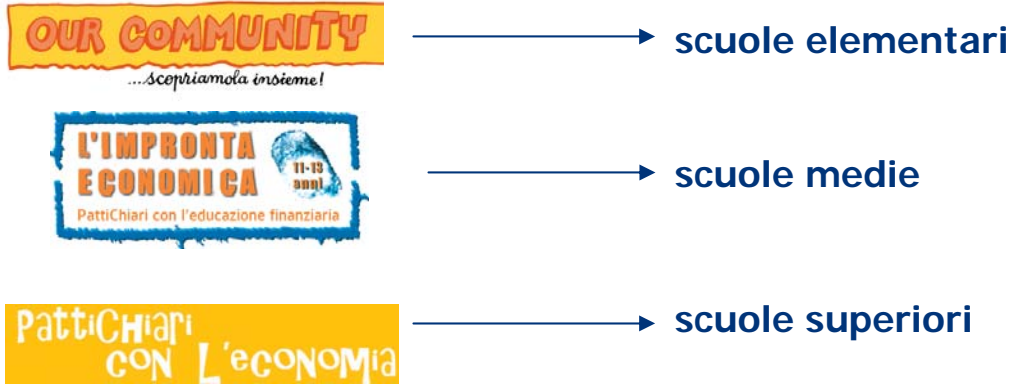 OUR COMMUNITY
....scopriamola insieme!
scuole elementari
L'IMPRONTA
ECONOMICA
11-13
anni
PattiChiari con l'educazione finanziaria
scuole medie
PattiCHiari
CON L'eCONOMia
scuole superiori